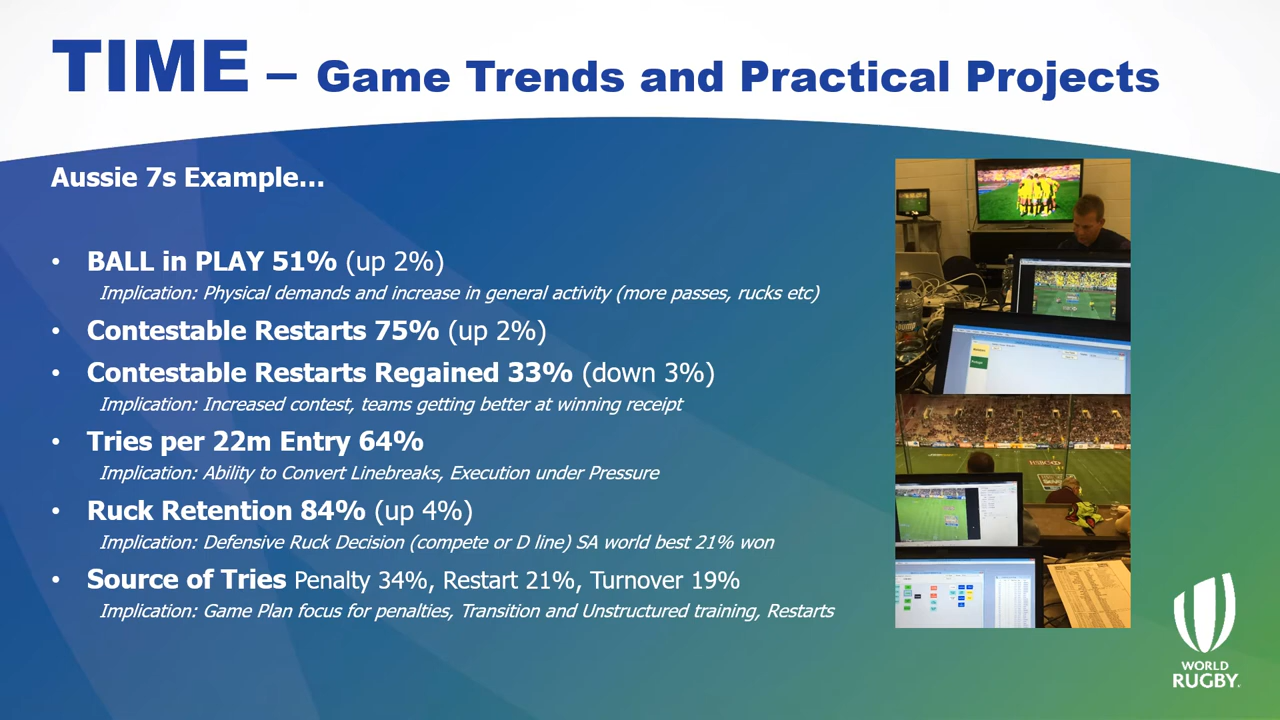 TIME – Game Trends and Practical Projects
Aussie 7s Example...
• BALL in PLAY 51% (up 2%)
Implication: Physical demands and increase in general activity (more passes, rucks etc)
• Contestable Restarts 75% (up 2%)
• Contestable Restarts Regained 33% (down 3%)
Implication: Increased contest, teams getting better at winning receipt
• Tries per 22m Entry 64%
Implication: Ability to Convert Linebreaks, Execution under Pressure
• Ruck Retention 84% (up 4%)
Implication: Defensive Ruck Decision (compete or D line) SA world best 21% won
• Source of Tries Penalty 34%, Restart 21%, Turnover 19%
Implication: Game Plan focus for penalties, Transition and Unstructured training, Restarts
HSBC
WORLD
RUGBY.